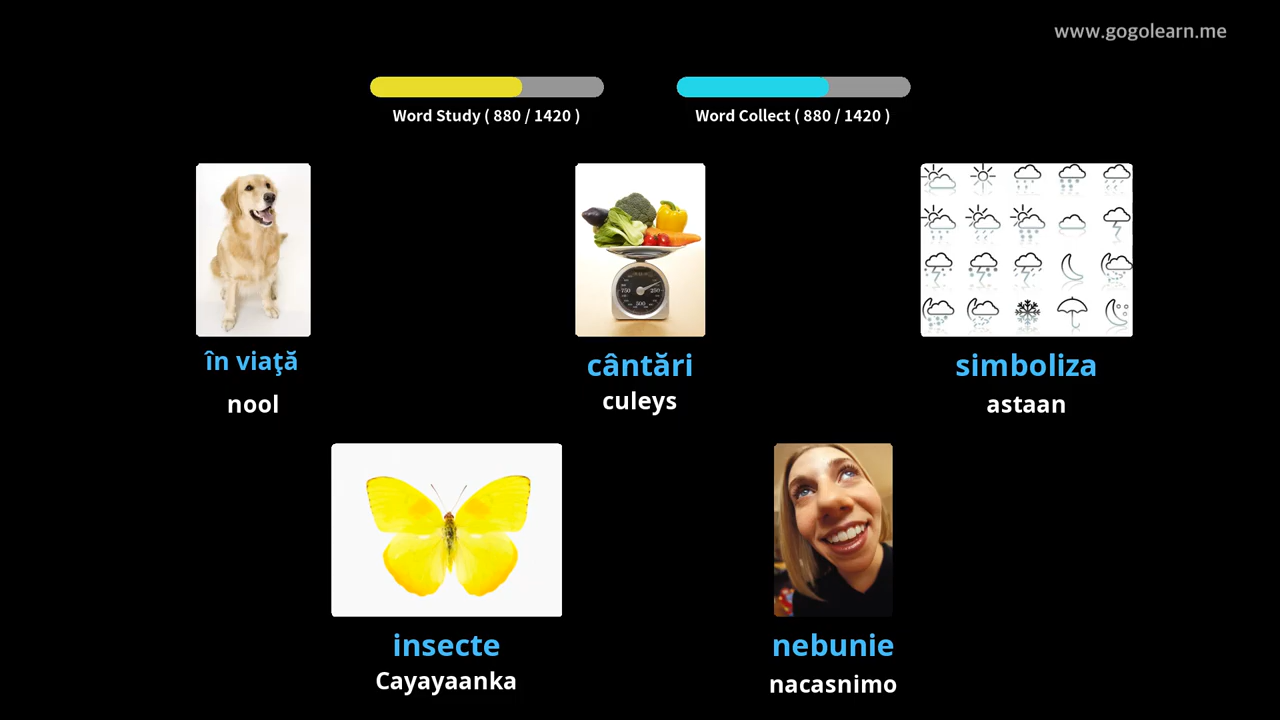 www.gogolearn.me
Word Study ( 880 / 1420 )
Word Collect ( 880 / 1420 )
în viaţă
nool
cântări
culeys
simboliza
astaan
insecte
Cayayaanka
nebunie
nacasnimo